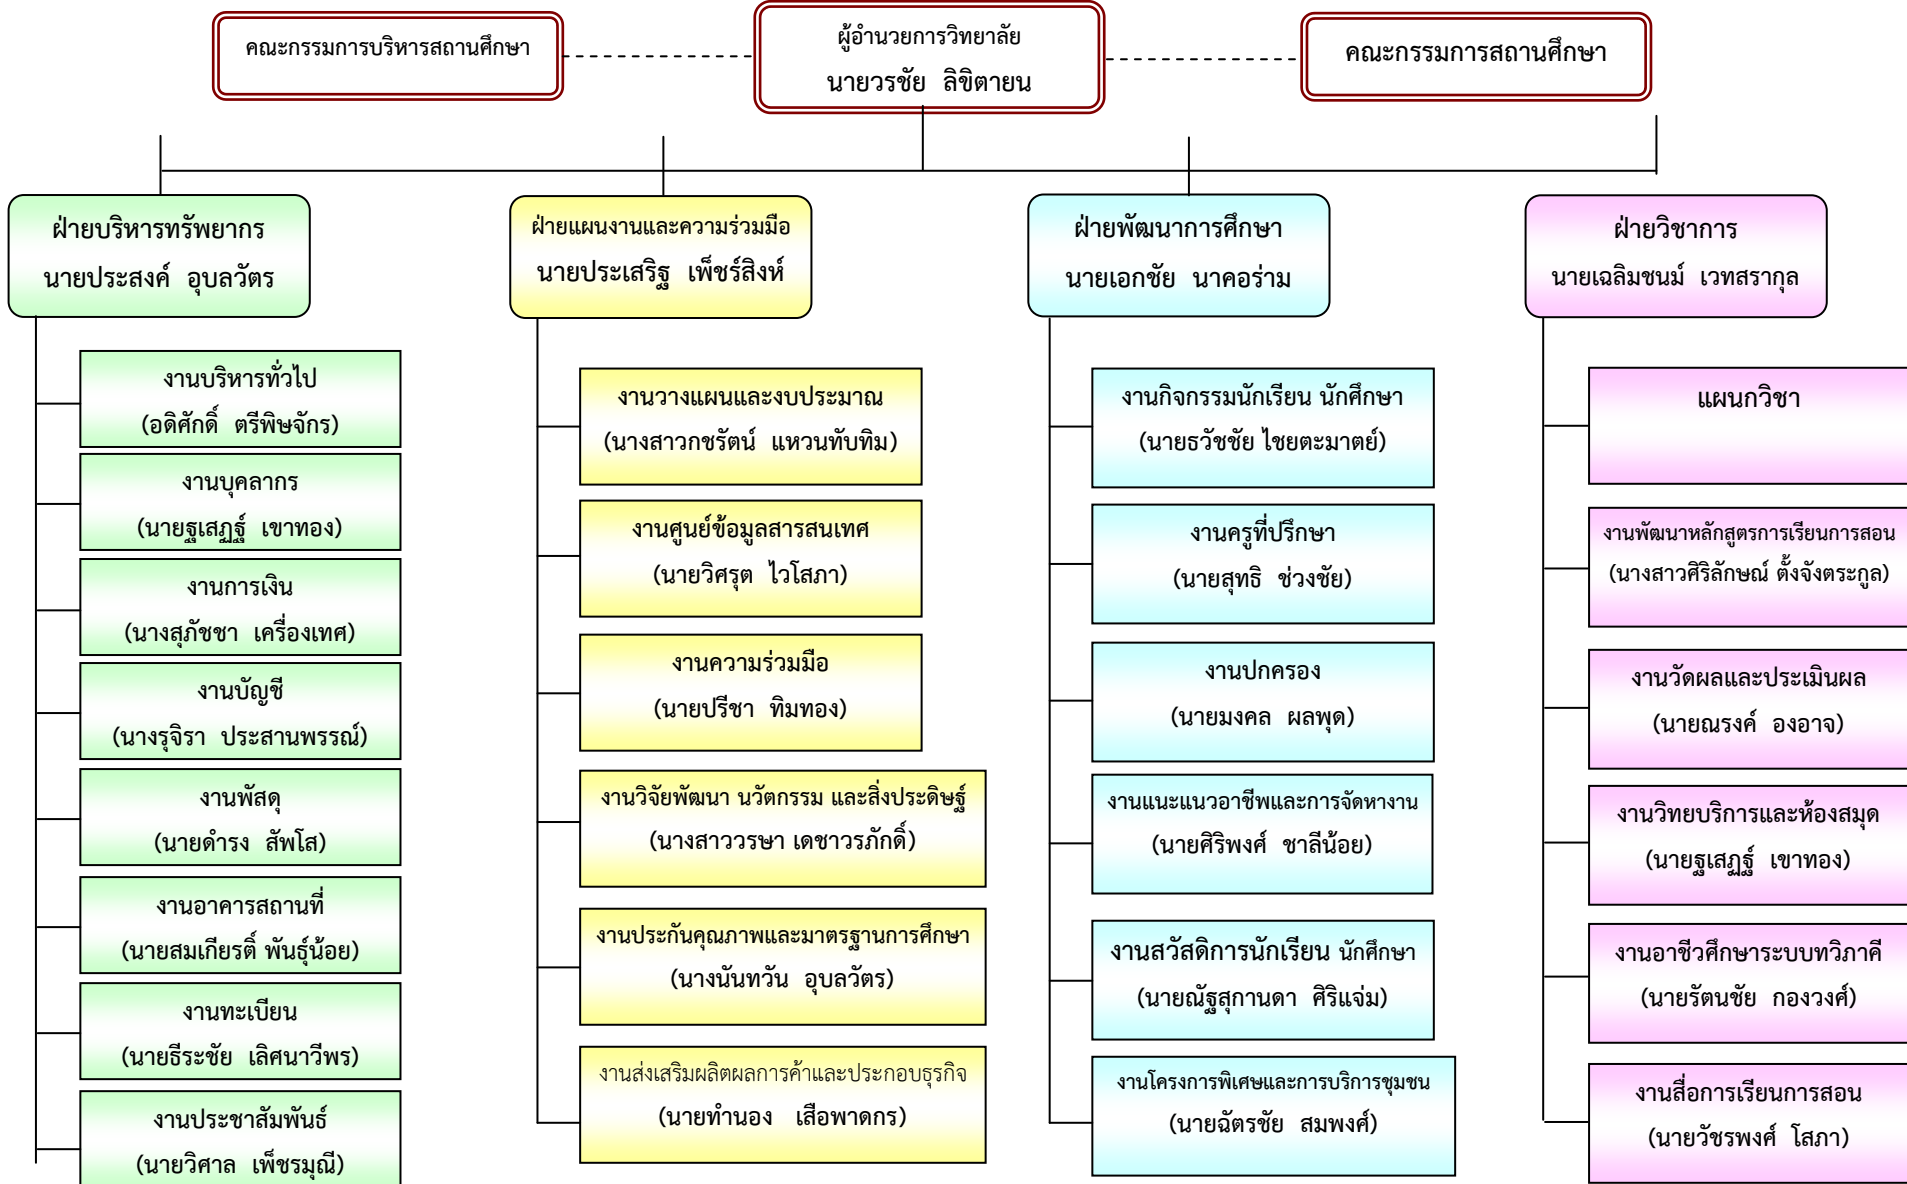 คณะกรรมการบริหารสถานศึกษา
ผู้อำนวยการวิทยาลัย
นายวรชัย ลิขิตายน
คณะกรรมการสถานศึกษา
ฝ่ายบริหารทรัพยากร
นายประสงค์ อุบลวัตร
งานบริหารทั่วไป
(อดิศักดิ์ ตรีพิษจักร)
งานบุคลากร
(นายฐเสฏฐ์ เขาทอง)
งานการเงิน
(นางสุภัชชา เครื่องเทศ)
งานบัญชี
(นางรุจิรา ประสานพรรณ์)
งานพัสดุ
(นายดำรง สัพโส)
งานอาคารสถานที่
(นายสมเกียรติ์ พันธุ์น้อย)
งานทะเบียน
(นายธีระชัย เลิศนาวีพร)
งานประชาสัมพันธ์
(นายวิศาล เพ็ชรมุณี)
ฝ่ายแผนงานและความร่วมมือ
นายประเสริฐ เพ็ชร์สิงห์
งานวางแผนและงบประมาณ
(นางสาวกชรัตน์ แหวนทับทิม)
งานศูนย์ข้อมูลสารสนเทศ
(นายวิศรุต ไวโสภา)
งานความร่วมมือ
(นายปรีชา ทิมทอง)
งานวิจัยพัฒนา นวัตกรรม และสิ่งประดิษฐ์
(นางสาววรษา เดชาวรภักดิ์)
งานประกันคุณภาพและมาตรฐานการศึกษา
(นางนันทวัน อุบลวัตร)
งานส่งเสริมผลิตผลการค้าและประกอบธุรกิจ
(นายทำนอง เสือพาดกร)
ฝ่ายพัฒนาการศึกษา
นายเอกชัย นาคอร่าม
งานกิจกรรมนักเรียน นักศึกษา
(นายธวัชชัย ไชยตะมาตย์)
งานครูที่ปรึกษา
(นายสุทธิ ช่วงชัย)
งานปกครอง
(นายมงคล ผลพุด)
งานแนะแนวอาชีพและการจัดหางาน
(นายศิริพงศ์ ชาลีน้อย)
งานสวัสดิการนักเรียน นักศึกษา
(นายณัฐสุกานดา ศิริแจ่ม)
งานโครงการพิเศษและการบริการชุมชน
(นายฉัตรชัย สมพงศ์)
ฝ่ายวิชาการ
นายเฉลิมชนม์ เวทสรากุล
แผนกวิชา
งานพัฒนาหลักสูตรการเรียนการสอน
(นางสาวศิริลักษณ์ ตั้งจังตระกูล)
งานวัดผลและประเมินผล
(นายณรงค์ องอาจ)
งานวิทยบริการและห้องสมุด
(นายฐเสฏฐ์ เขาทอง)
งานอาชีวศึกษาระบบทวิภาคี
(นายรัตนชัย กองวงศ์)
งานสื่อการเรียนการสอน
(นายวัชรพงศ์ โสภา)